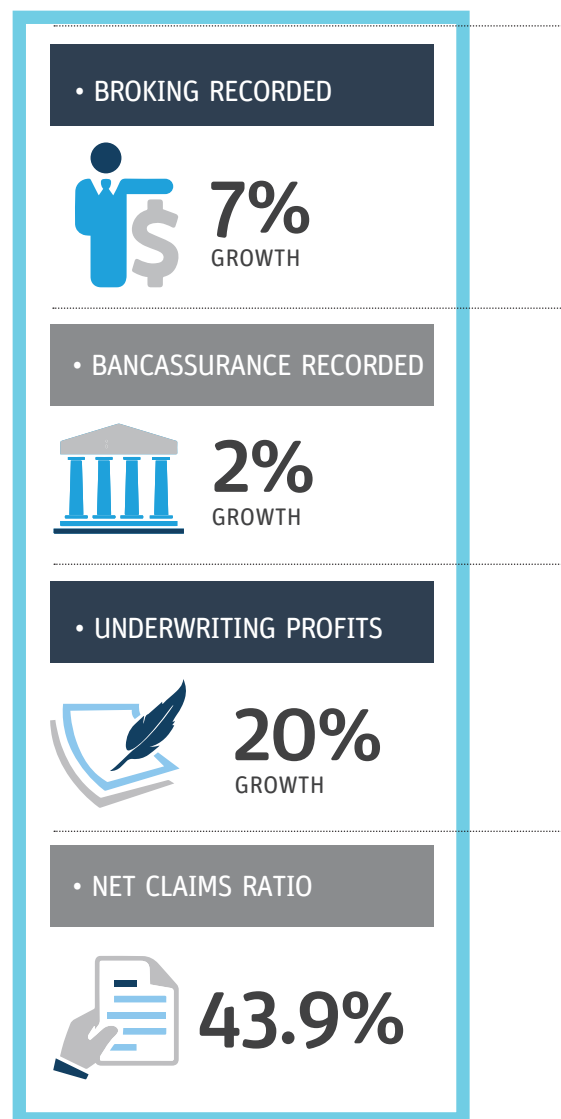 • BROKING RECORDED
7%
GROWTH
• BANCASSURANCE RECORDED
2%
GROWTH
• UNDERWRITING PROFITS
20%
GROWTH
• NET CLAIMS RATIO
43.9%